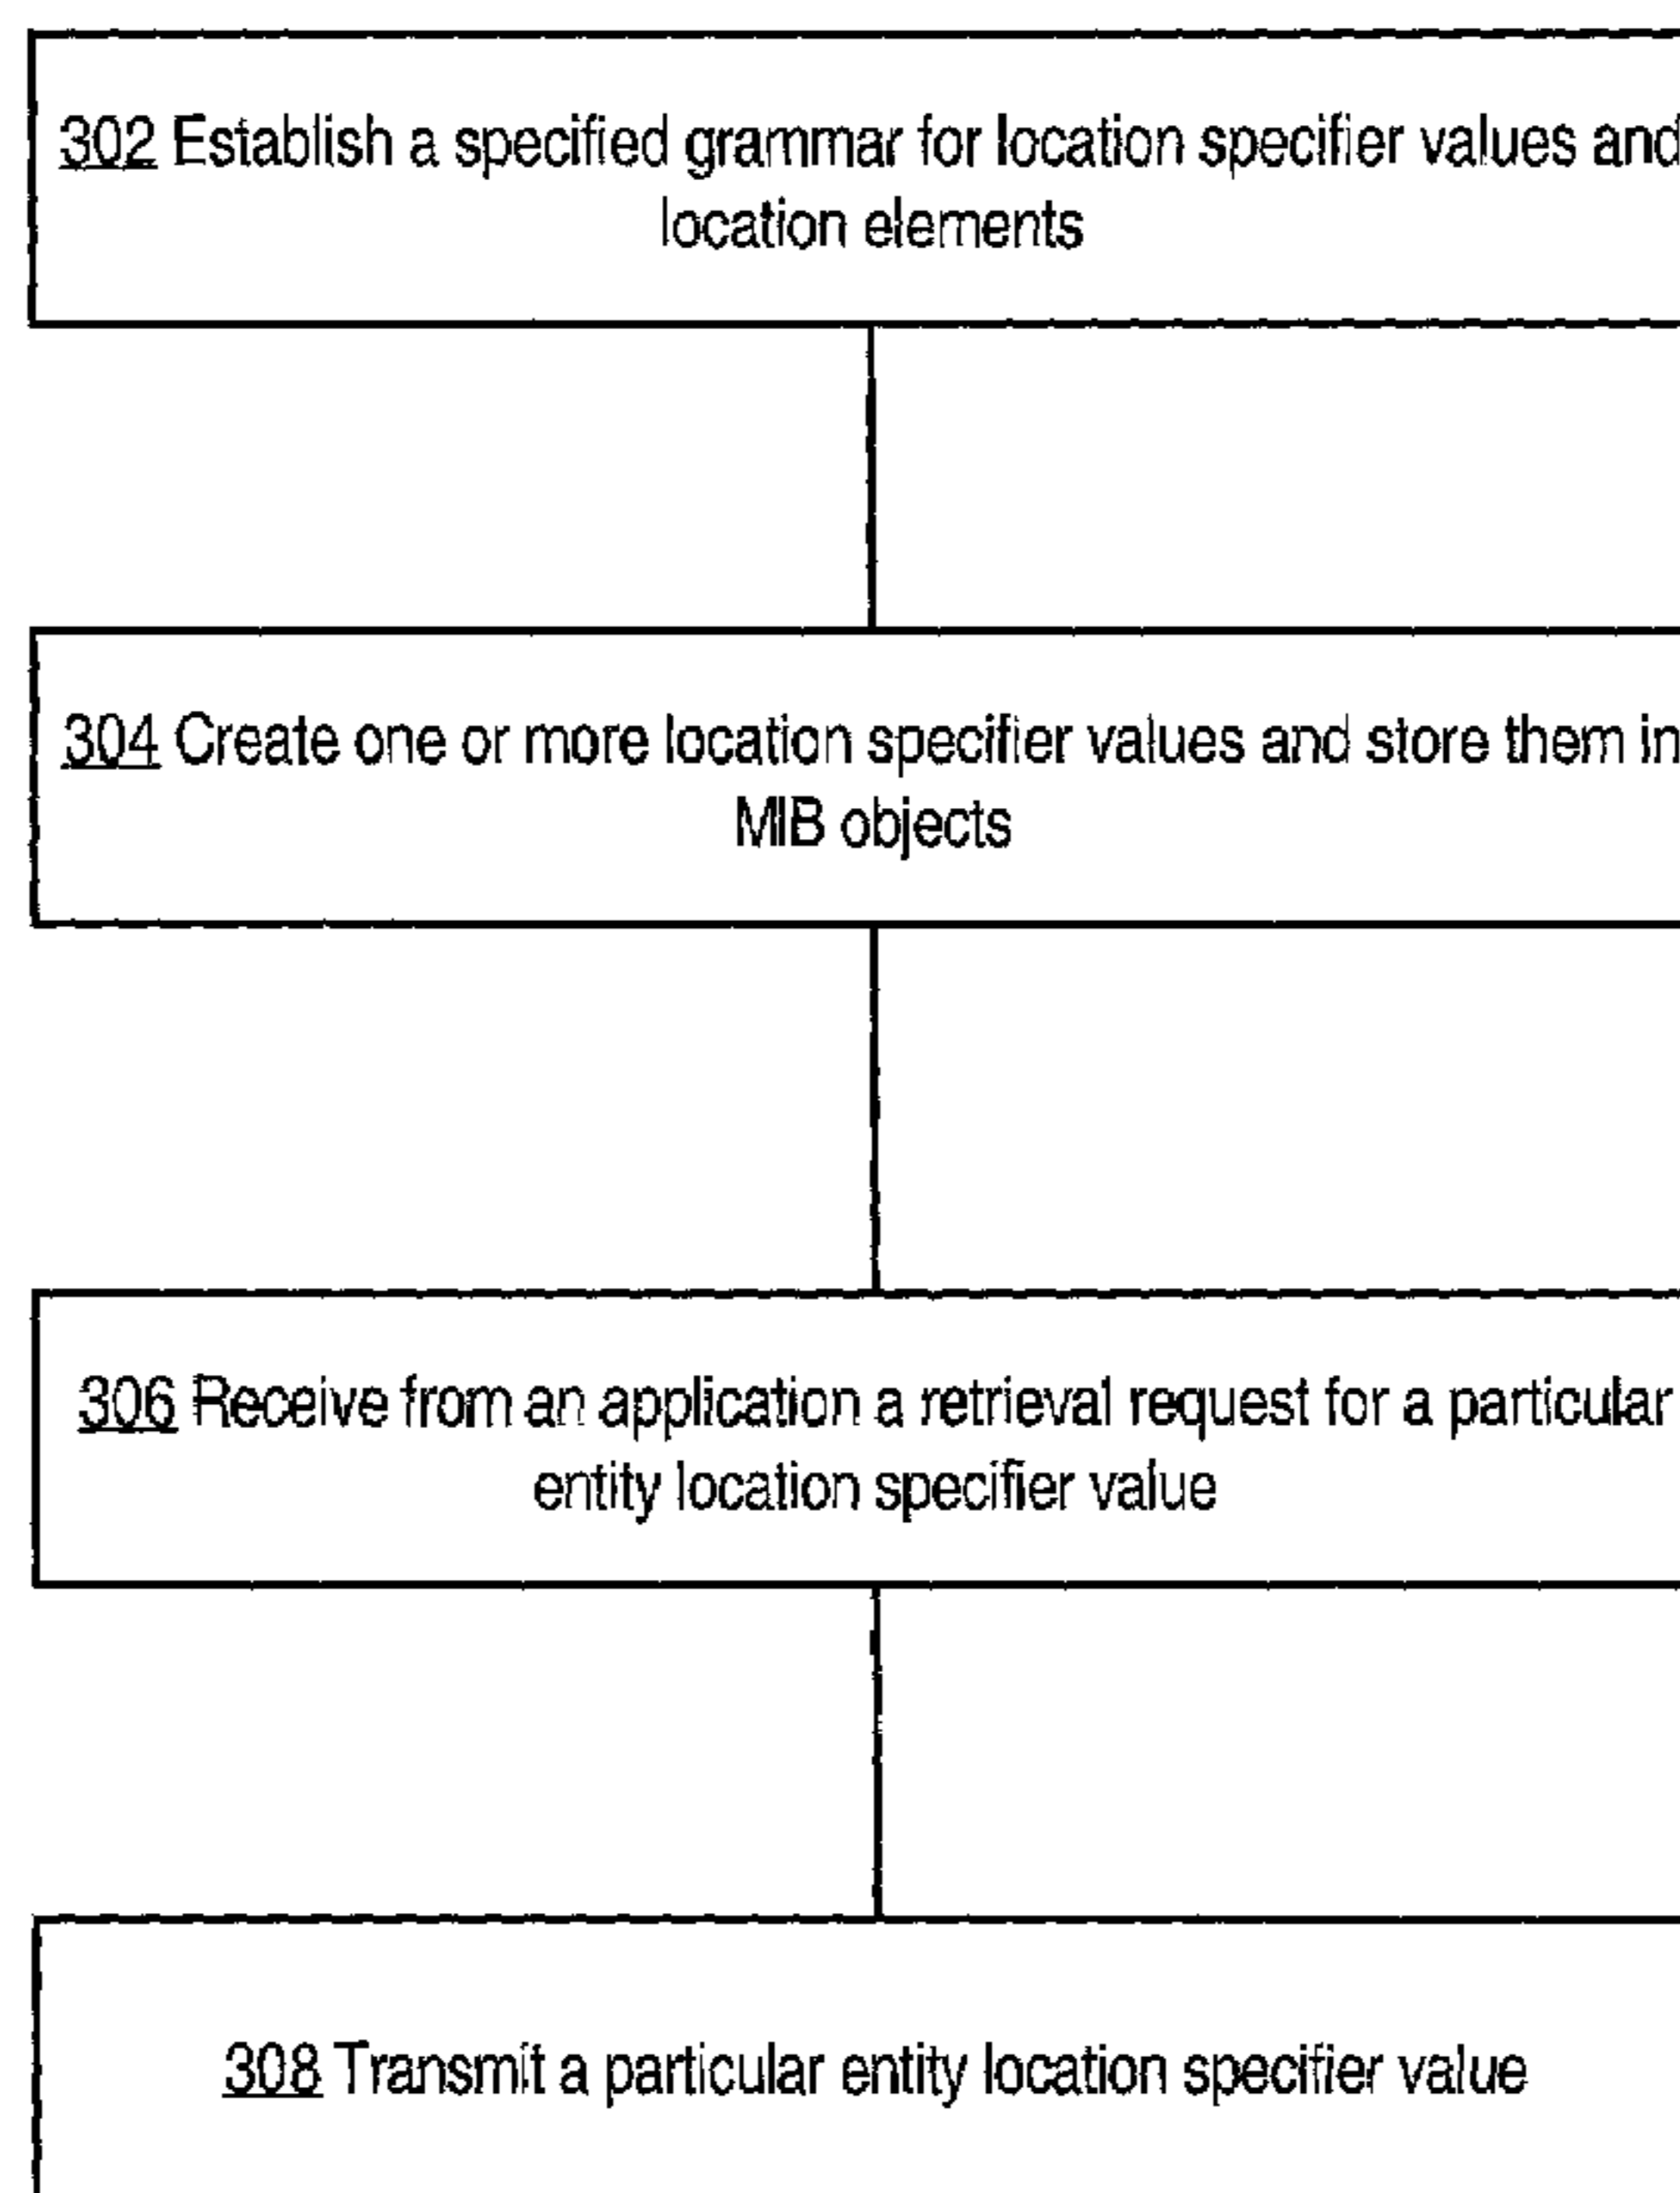 302 Establish a specified grammar for location specifier values and
location elements
304 Create one or more location specifier values and store them in
MIB objects
306 Receive from an application a retrieval request for a particular
entity location specifier value
308 Transmit a particular entity location specifier value